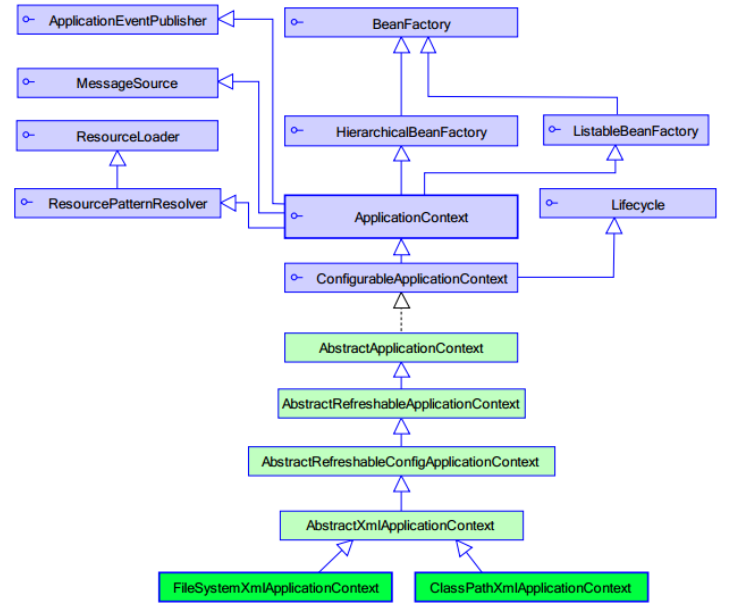 ApplicationEventPublisher
BeanFactory
MessageSource
ResourceLoader
HierarchicalBeanFactory
ListableBeanFactory
ResourcePatternResolver
ApplicationContext
Lifecycle
ConfigurableApplicationContext
AbstractApplicationContext
AbstractRefreshableApplicationContext
AbstractRefreshableConfigApplicationContext
AbstractXmlApplicationContext
FileSystemXmlApplicationContext
ClassPathXmlApplicationContext